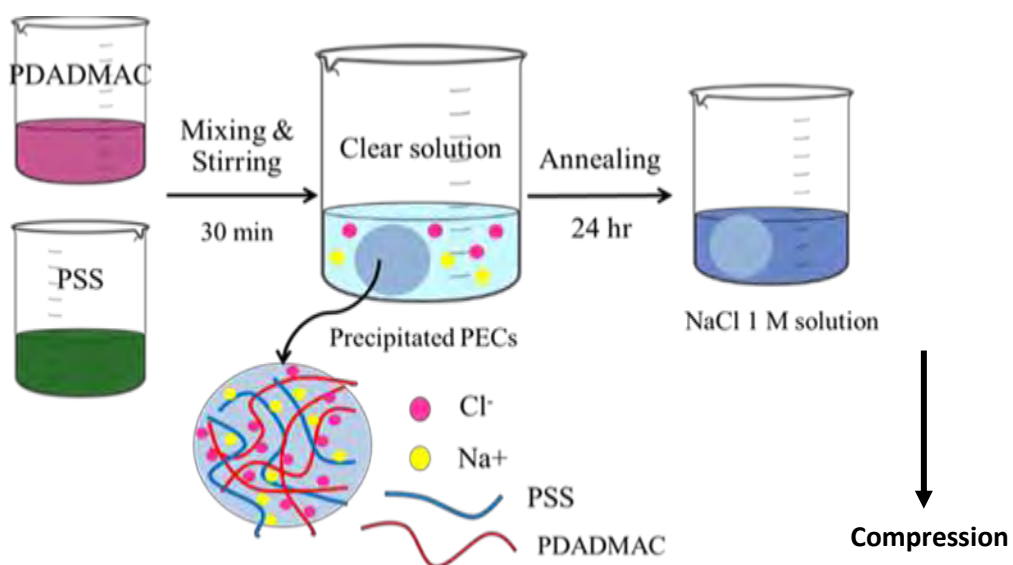 PDADMAC
PSS
Mixing &
Stirring
30 min
Clear solution
Annealing
24 hr
NaCl 1 M solution
Precipitated PECs
Cl-
Na+
PSS
PDADMAC
Compression